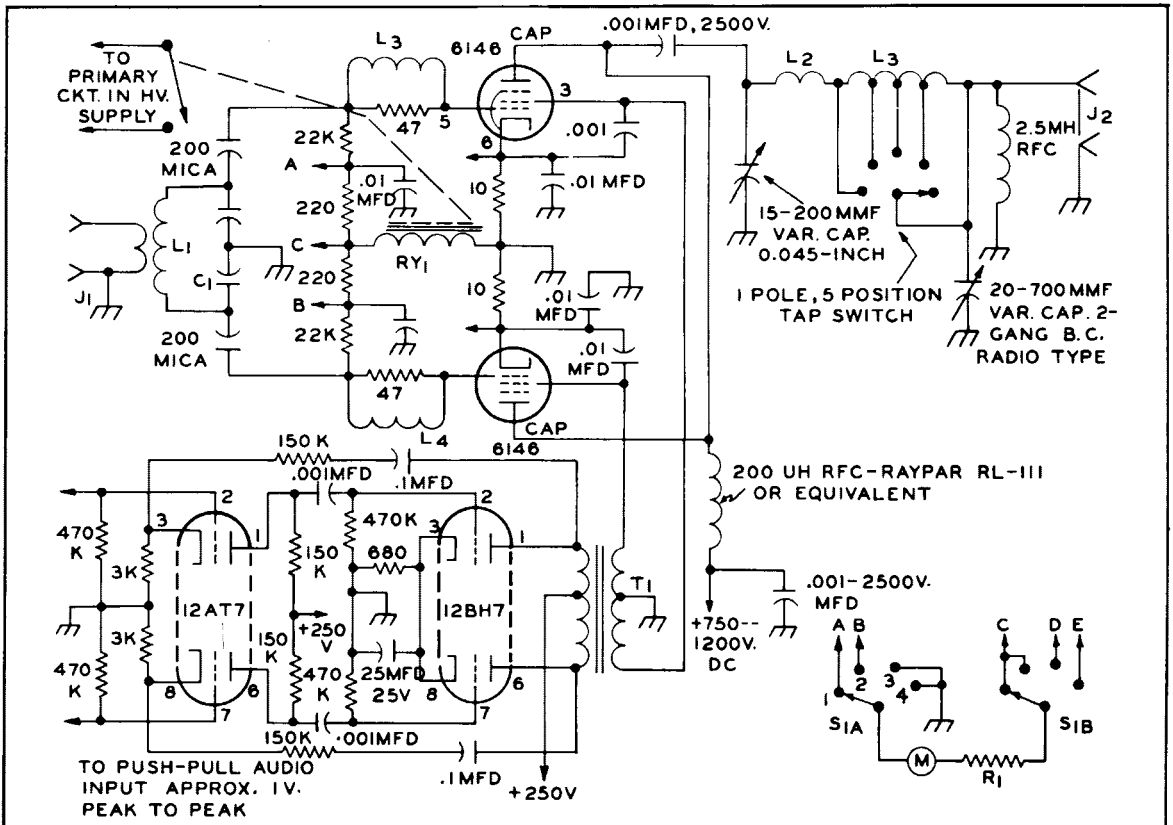 TO
PRIMARY
CKT. IN HV.
SUPPLY
L3
6146
CAP
.001MFD, 2500V.
L2
L3
J2
3
47
5
22K
.001
2.5MH
RFC
200
MICA
A
.01
MFD
6
10
.01 MFD
220
L1
C
RY1
15-200MMF
VAR. CAP.
0.045-INCH
C1
220
10
.01
MFD
1 POLE, 5 POSITION
TAP SWITCH
20-700MMF
VAR. CAP. 2-
GANG B.C.
RADIO TYPE
J1
B
200
MICA
22K
.01
MFD
47
CAP
6146
L4
150 K
.001MFD
.1MFD
200 UH RFC-RAYPAR RL-III
OR EQUIVALENT
2
2
470
K
3
1
470K
3
1
3K
150
K
680
12AT7
+250
V
12BH7
T1
.001-2500V.
MFD
3K
150
K
+750--
1200V.
DC
A
B
C
D
E
470
K
8
6
470
K
25MFD
25V
8
6
2
3
1
4
7
7
S1A
S1B
150K
.001MFD
M
R1
TO PUSH-PULL AUDIO
INPUT APPROX. 1V.
PEAK TO PEAK
.1MFD
+250V